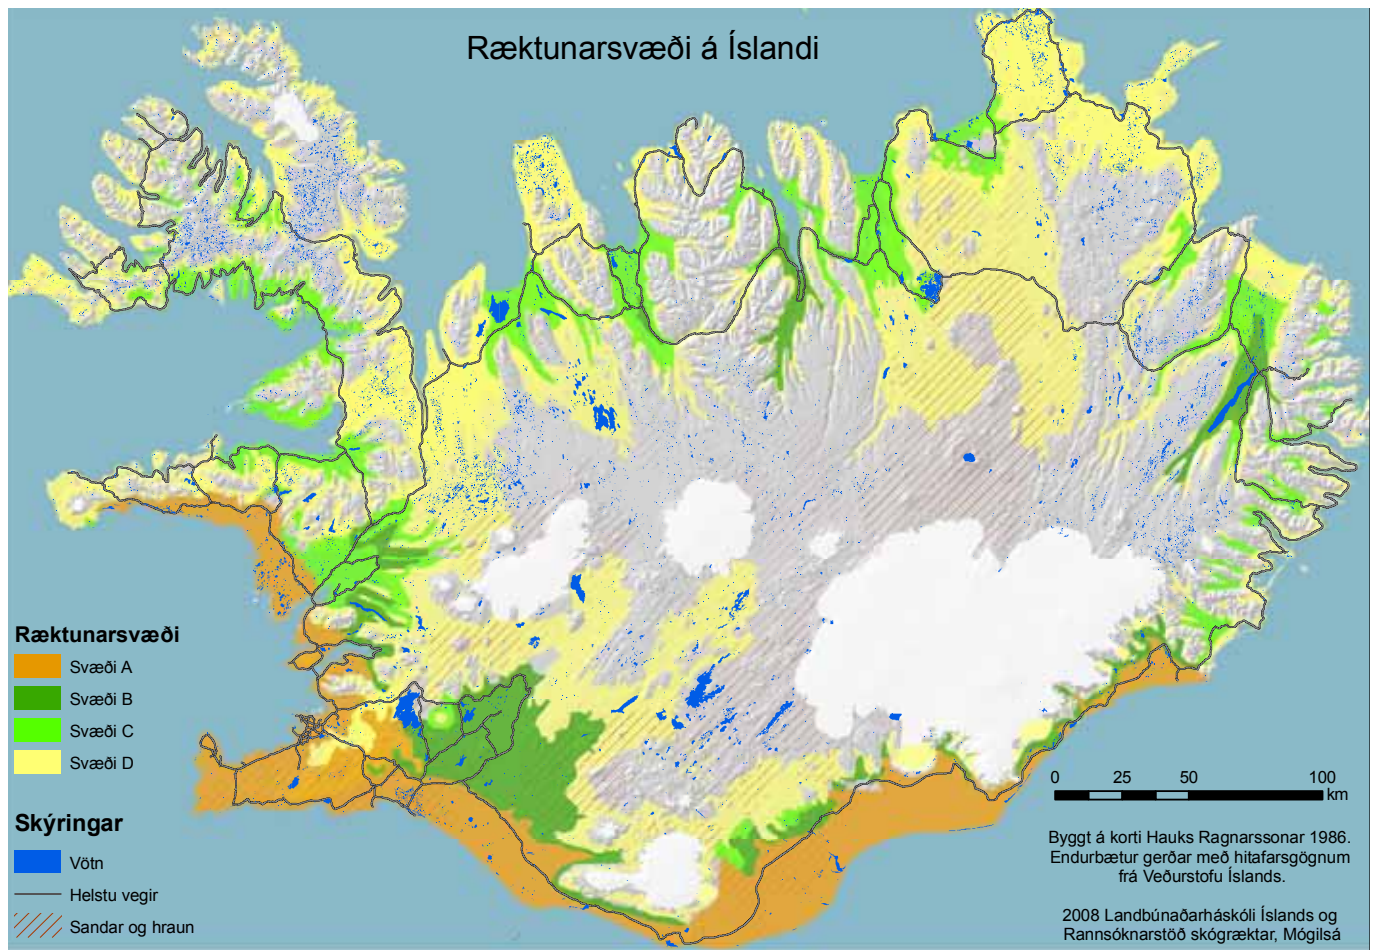 Ræktunarsvæði á Íslandi
Ræktunarsvæði
Svæði A
Svæði B
Svæði C
Svæði D
Skýringar
Vötn
Helstu vegir
Sandar og hraun
0 25 50 100
km
Byggt á korti Hauks Ragnarssonar 1986.
Endurbætur gerðar með hitafarsgögnum
frá Veðurstofu Íslands.
2008 Landbúnaðarháskóli Íslands og
Rannsóknarstöð skógræktar, Mógilsá